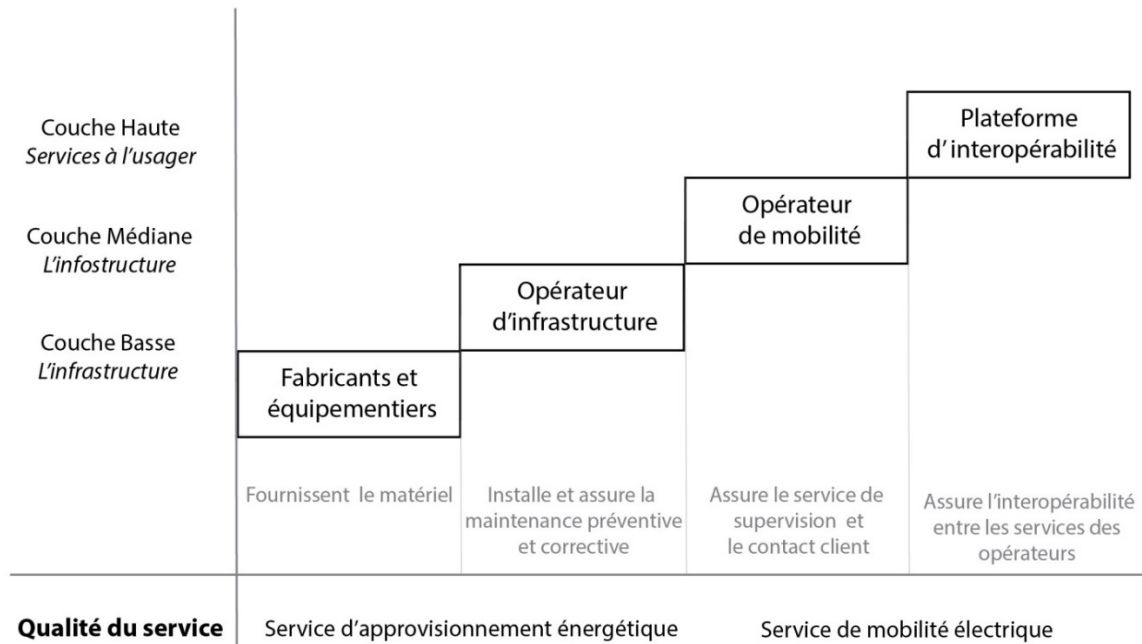 Couche Haute
Services à l'usager
Plateforme
d' interopérabilité
Couche Médiane
L'infostructure
Opérateur
de mobilité
Opérateur
d'infrastructure
Couche Basse
L'infrastructure
Fabricants et
équipementiers
Fournissent le matériel
Installe et assure la
maintenance préventive
et corrective
Assure le service de
supervision et
le contact client
Assure l'interopérabilité
entre les services des
opérateurs
Qualité du service
Service d'approvisionnement énergétique
Service de mobilité électrique